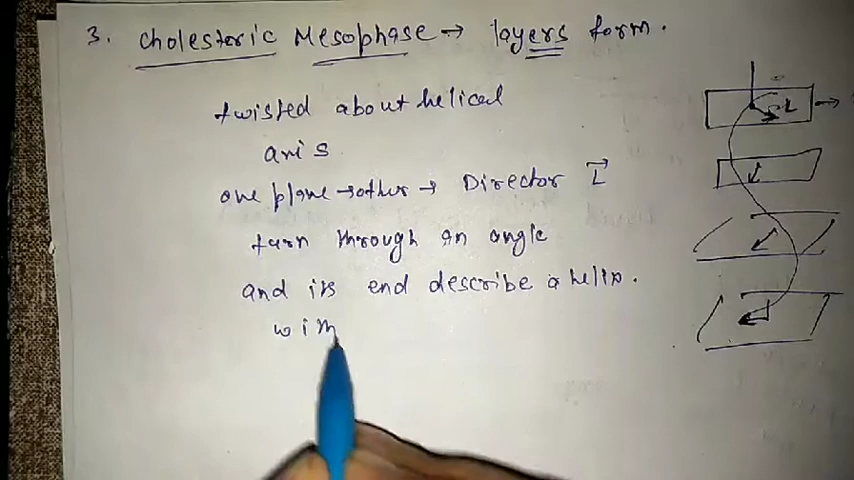 3. Cholesteric Mesophase → layers form.
twisted about helical
axis
one plane → other → Director L
turn through an angle
and its end describe a helix.
with
L